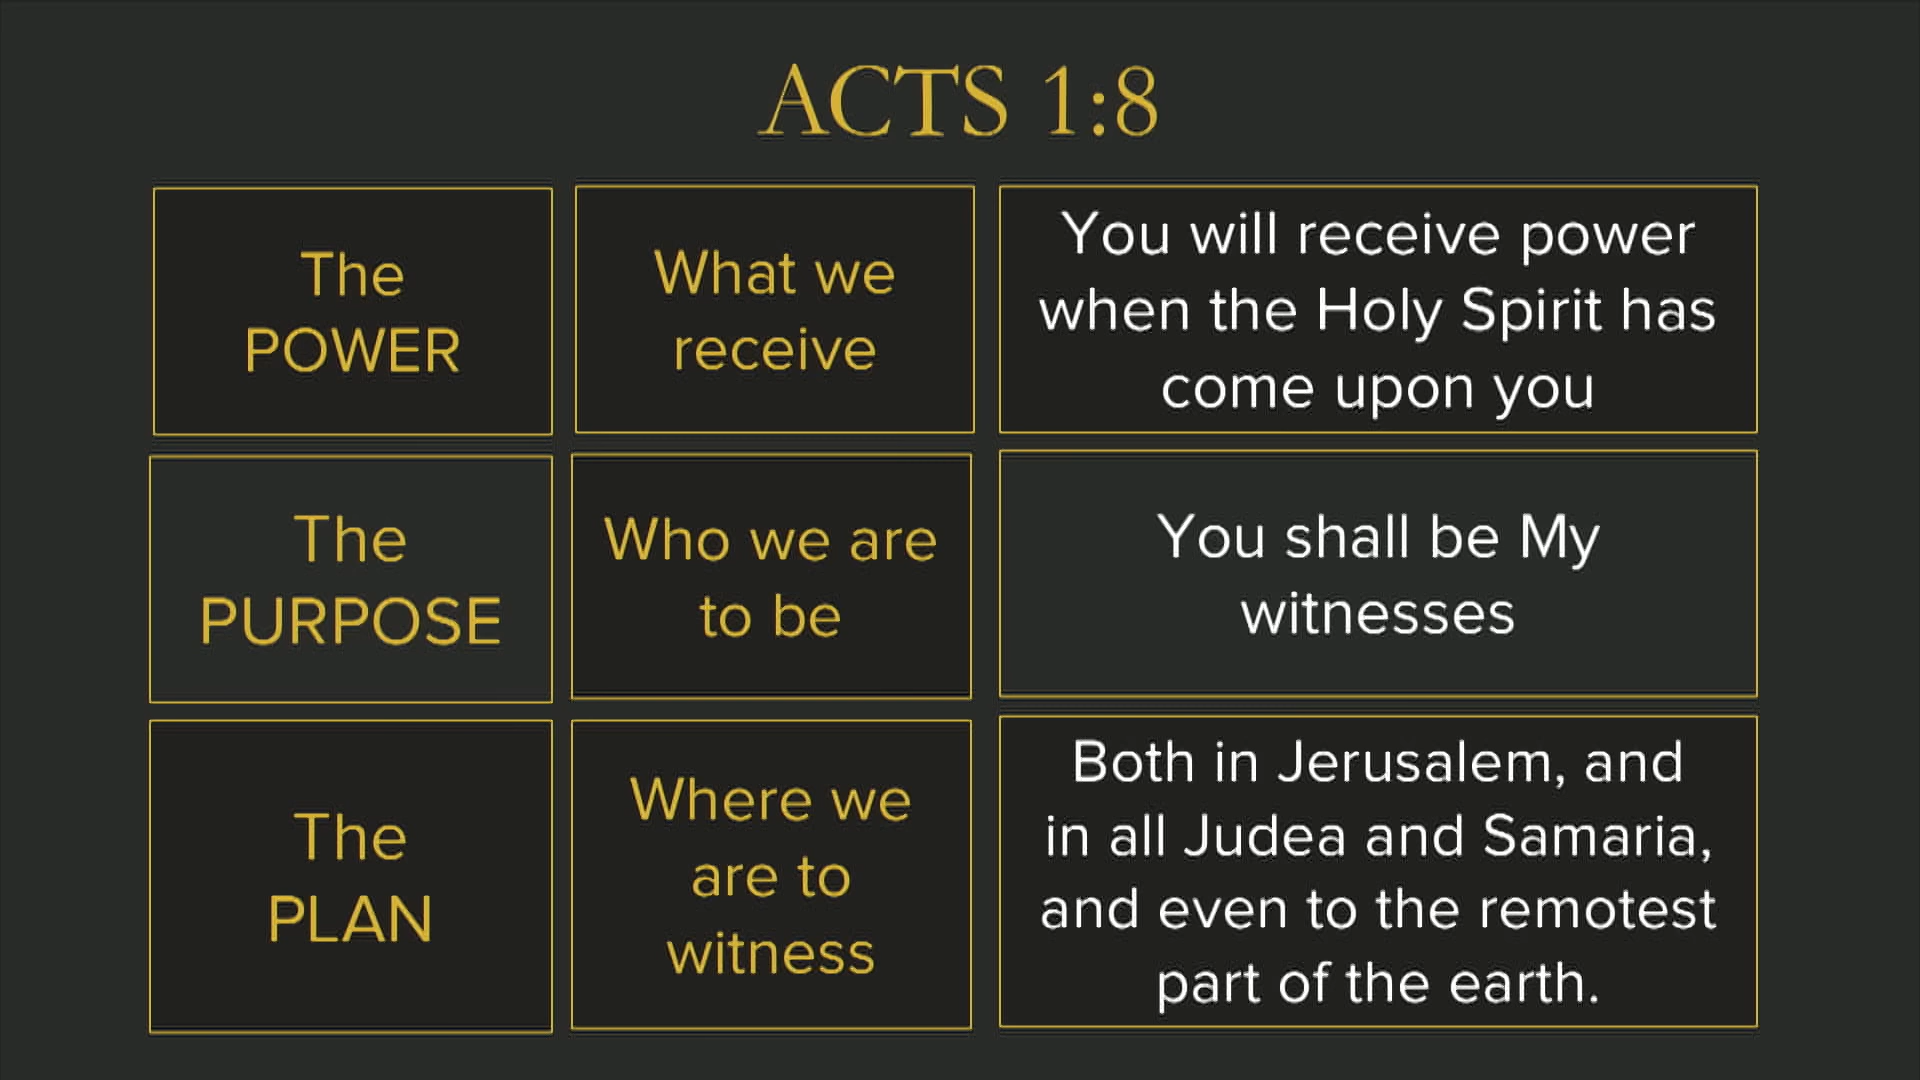 ACTS 1:8
The
POWER
What we
receive
You will receive power
when the Holy Spirit has
come upon you
The
PURPOSE
Who we are
to be
You shall be My
witnesses
The
PLAN
Where we
are to
witness
Both in Jerusalem, and
in all Judea and Samaria,
and even to the remotest
part of the earth.